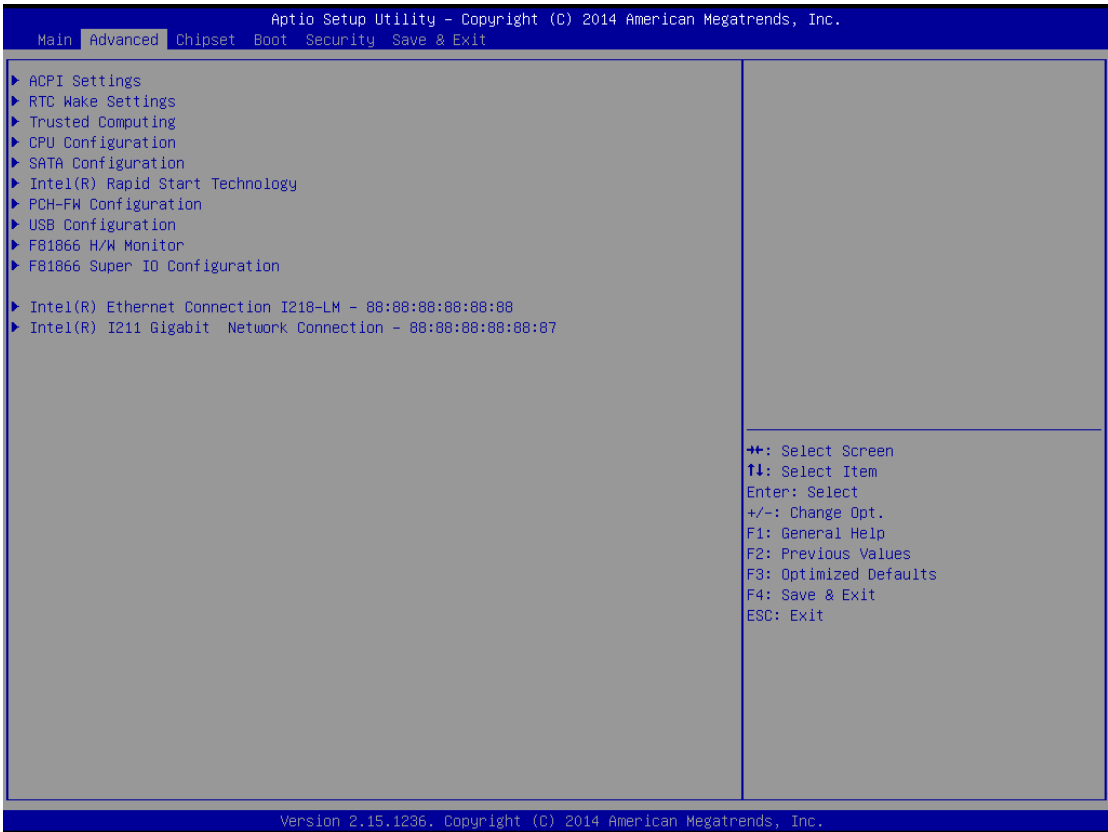 Aptio Setup Utility – Copyright (C) 2014 American Megatrends, Inc.
Main Advanced Chipset Boot Security Save & Exit
ACPI Settings
RTC Wake Settings
Trusted Computing
CPU Configuration
SATA Configuration
Intel(R) Rapid Start Technology
PCH-FW Configuration
USB Configuration
F81866 H/W Monitor
F81866 Super IO Configuration
Intel(R) Ethernet Connection I218-LM – 88:88:88:88:88:88
Intel(R) I211 Gigabit  Network Connection – 88:88:88:88:88:87
→←: Select Screen
↑↓: Select Item
Enter: Select
+/-: Change Opt.
F1: General Help
F2: Previous Values
F3: Optimized Defaults
F4: Save & Exit
ESC: Exit
Version 2.15.1236. Copyright (C) 2014 American Megatrends, Inc.